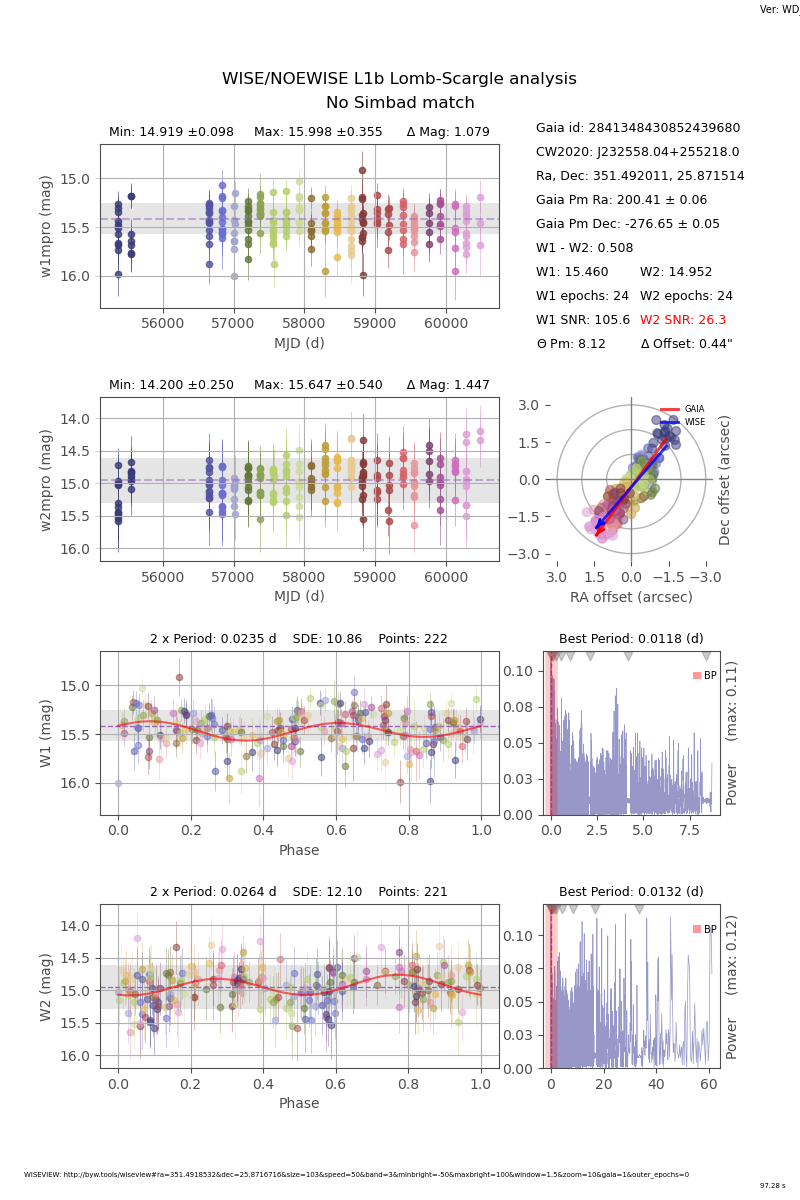 Ver: WD_
WISE/NOEWISE L1b Lomb-Scargle analysis
No Simbad match
Min: 14.919 ±0.098 Max: 15.998 ±0.355 Δ Mag: 1.079
w1mpro (mag)
15.0
15.5
16.0
56000 57000 58000 59000 60000
MJD (d)
Gaia id: 2841348430852439680
CW2020: J232558.04+255218.0
Ra, Dec: 351.492011, 25.871514
Gaia Pm Ra: 200.41 ± 0.06
Gaia Pm Dec: -276.65 ± 0.05
W1 - W2: 0.508
W1: 15.460 W2: 14.952
W1 epochs: 24 W2 epochs: 24
W1 SNR: 105.6 W2 SNR: 26.3
Θ Pm: 8.12 Δ Offset: 0.44"
Min: 14.200 ±0.250 Max: 15.647 ±0.540 Δ Mag: 1.447
w2mpro (mag)
14.0
14.5
15.0
15.5
16.0
56000 57000 58000 59000 60000
MJD (d)
GAIA
WISE
3.0
1.5
0.0
−1.5
−3.0
3.0 1.5 0.0 −1.5 −3.0
RA offset (arcsec)
Dec offset (arcsec)
2 x Period: 0.0235 d SDE: 10.86 Points: 222
W1 (mag)
15.0
15.5
16.0
0.0 0.2 0.4 0.6 0.8 1.0
Phase
Best Period: 0.0118 (d)
BP
0.10
0.08
0.05
0.03
0.00
0.0 2.5 5.0 7.5
Power (max: 0.11)
2 x Period: 0.0264 d SDE: 12.10 Points: 221
W2 (mag)
14.0
14.5
15.0
15.5
16.0
0.0 0.2 0.4 0.6 0.8 1.0
Phase
Best Period: 0.0132 (d)
BP
0.10
0.08
0.05
0.03
0.00
0 20 40 60
Power (max: 0.12)
WISEVIEW: http://byw.tools/wiseview#ra=351.4918532&dec=25.8716716&size=103&speed=50&band=3&minbright=-50&maxbright=100&window=1.5&zoom=10&gaia=1&outer_epochs=0
97.28 s